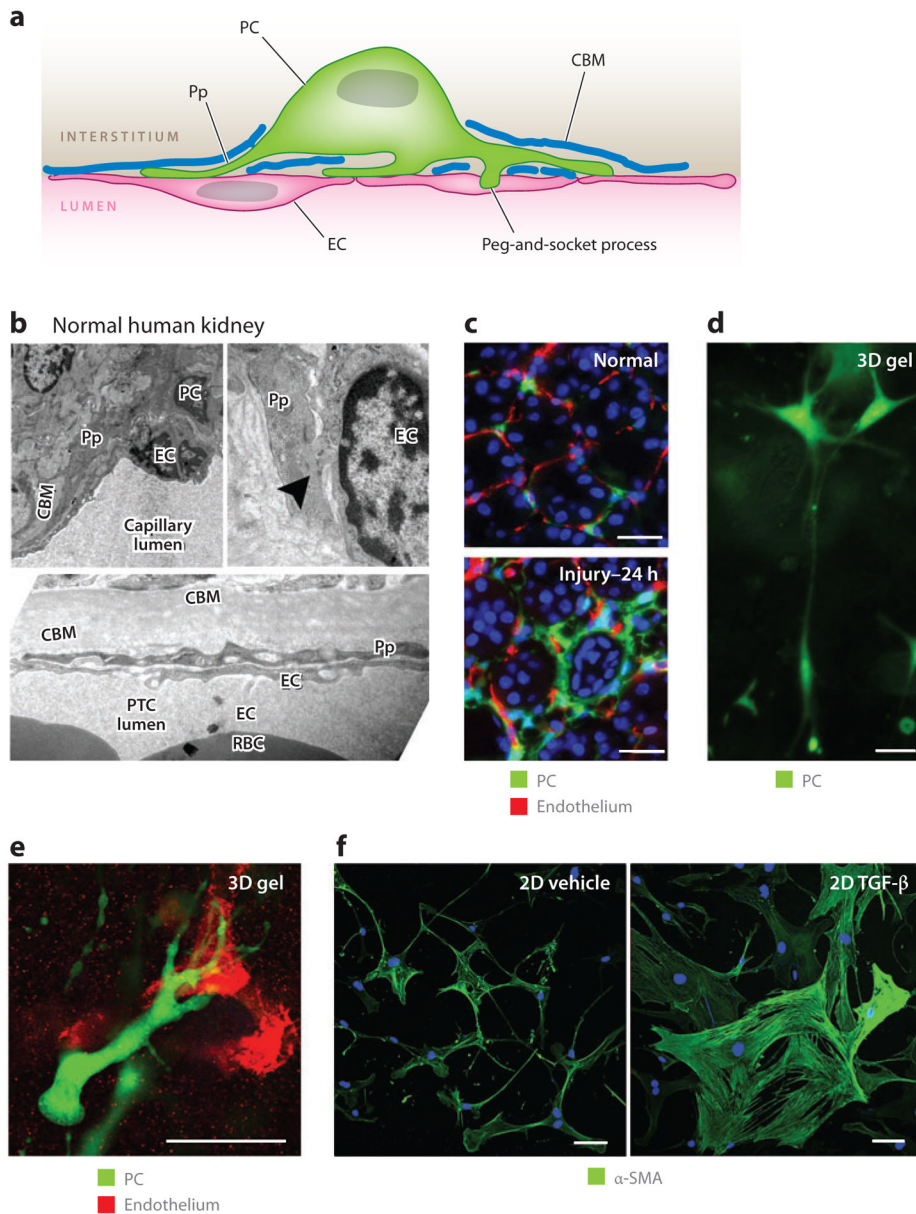 a
PC
CBM
Pp
INTERSTITIUM
LUMEN
EC
Peg-and-socket process
b Normal human kidney
PC
Pp
EC
CBM
Capillary
lumen
Pp
EC
CBM
CBM
Pp
EC
PTC
lumen
EC
RBC
c
Normal
Injury–24 h
PC
Endothelium
d
3D gel
PC
e
3D gel
PC
Endothelium
f
2D vehicle
2D TGF-β
α-SMA